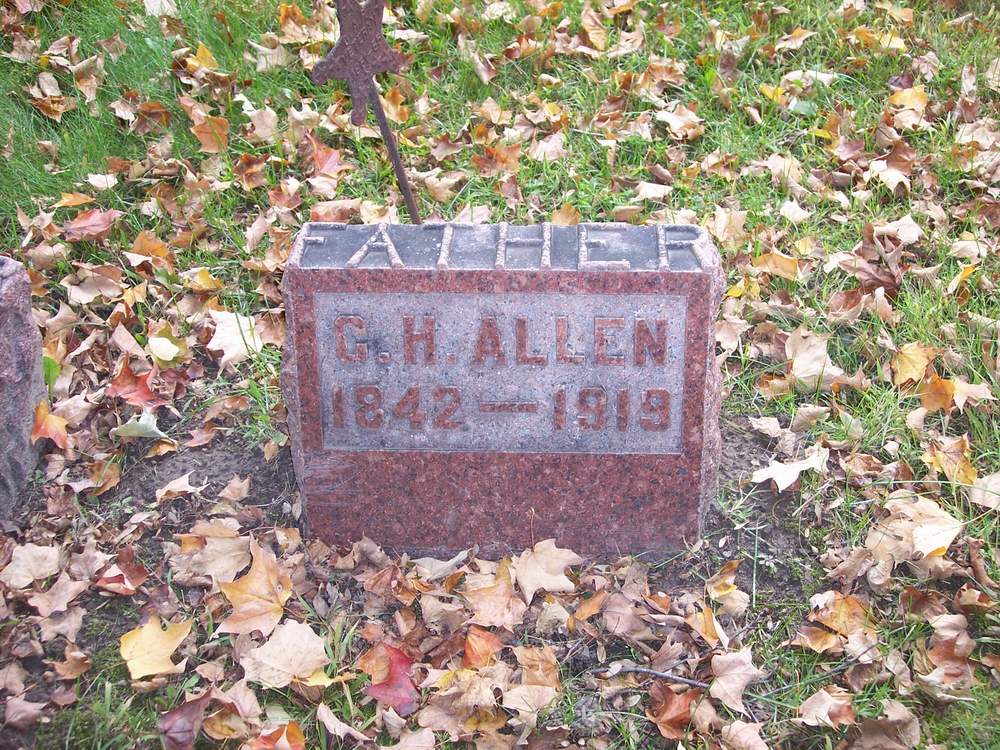 FATHER
G. H. ALLEN
1842 — 1919